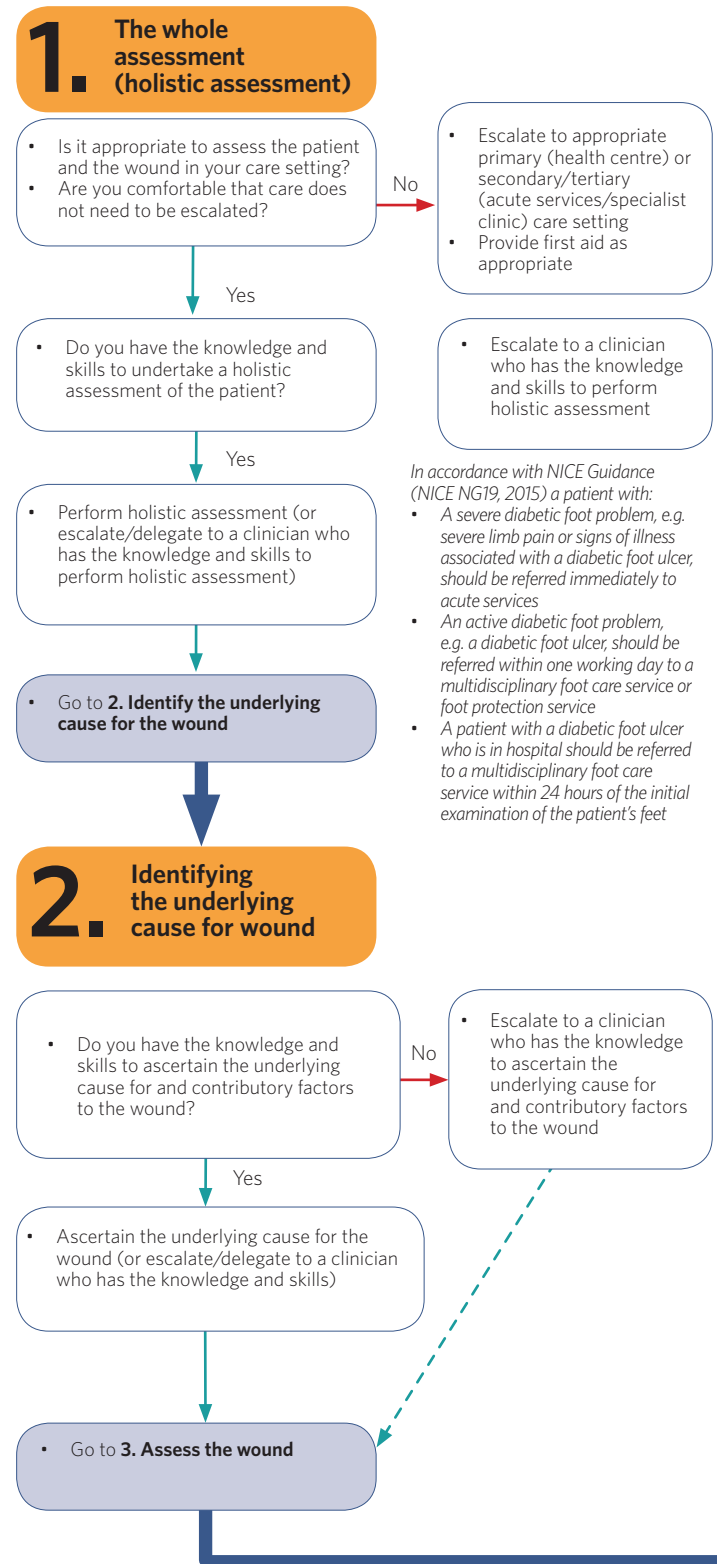 1.
The whole
assessment
(holistic assessment)
• Is it appropriate to assess the patient
and the wound in your care setting?
• Are you comfortable that care does
not need to be escalated?
No
• Escalate to appropriate
primary (health centre) or
secondary/tertiary
(acute services/specialist
clinic) care setting
• Provide first aid as
appropriate
Yes
• Do you have the knowledge and
skills to undertake a holistic
assessment of the patient?
• Escalate to a clinician
who has the knowledge
and skills to perform
holistic assessment
Yes
• Perform holistic assessment (or
escalate/delegate to a clinician who
has the knowledge and skills to
perform holistic assessment)
In accordance with NICE Guidance
(NICE NG19, 2015) a patient with:
• A severe diabetic foot problem, e.g.
severe limb pain or signs of illness
associated with a diabetic foot ulcer,
should be referred immediately to
acute services
• An active diabetic foot problem,
e.g. a diabetic foot ulcer, should be
referred within one working day to a
multidisciplinary foot care service or
foot protection service
• A patient with a diabetic foot ulcer
who is in hospital should be referred
to a multidisciplinary foot care
service within 24 hours of the initial
examination of the patient's feet
• Go to 2. Identify the underlying
cause for the wound
2.
Identifying
the underlying
cause for wound
• Do you have the knowledge and
skills to ascertain the underlying
cause for and contributory factors
to the wound?
No
• Escalate to a clinician
who has the knowledge
to ascertain the
underlying cause for
and contributory factors
to the wound
Yes
• Ascertain the underlying cause for the
wound (or escalate/delegate to a clinician
who has the knowledge and skills)
• Go to 3. Assess the wound